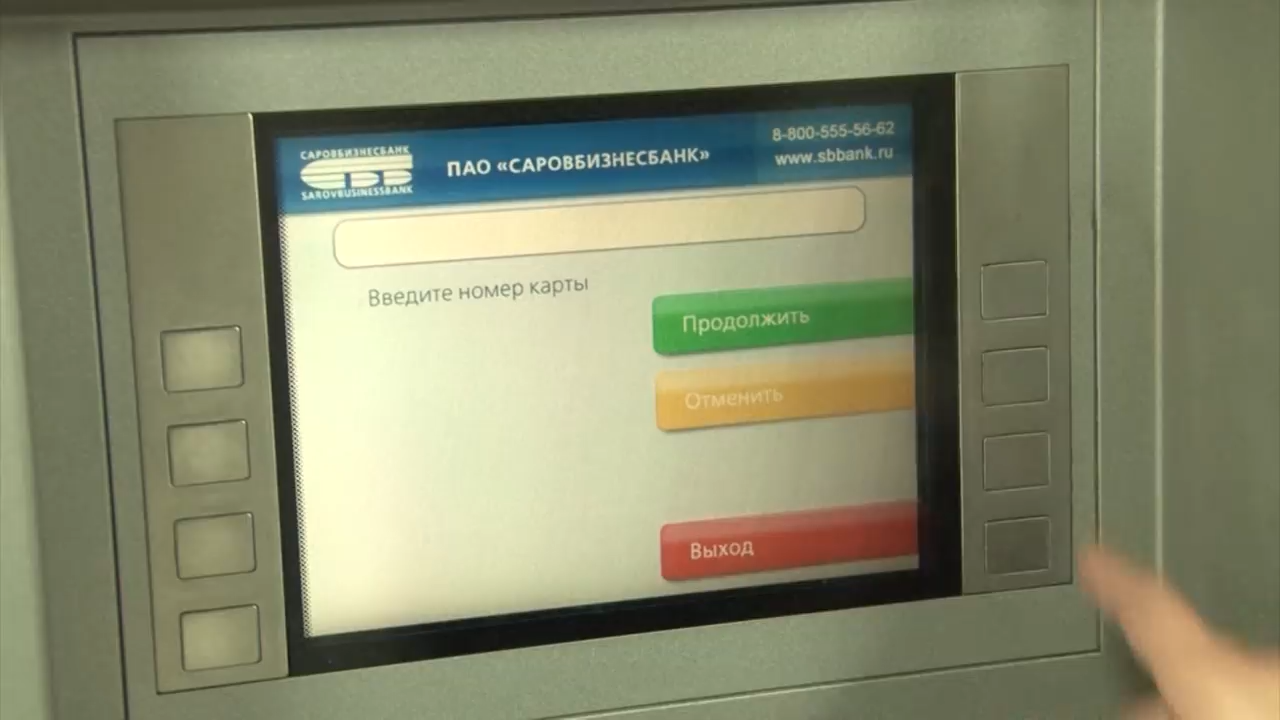 САРОВБИЗНЕСБАНК
SAROVBUSINESSBANK
ПАО «САРОВБИЗНЕСБАНК»
8-800-555-56-62
www.sbbank.ru
Введите номер карты
Продолжить
Отменить
Выход